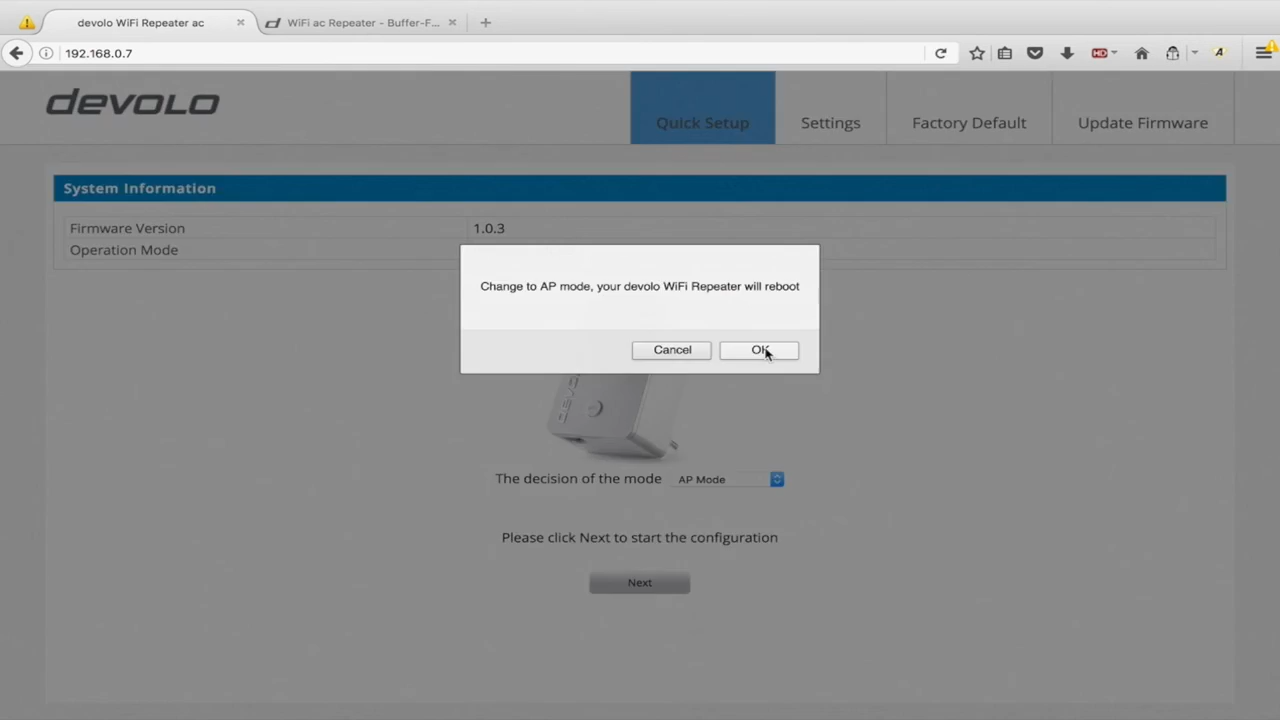 devolo WiFi Repeater ac
WiFi ac Repeater - Buffer-F...
192.168.0.7
HD
A
devolo
Quick Setup
Settings
Factory Default
Update Firmware
System Information
Firmware Version 1.0.3
Operation Mode
Change to AP mode, your devolo WiFi Repeater will reboot
Cancel
OK
The decision of the mode AP Mode
Please click Next to start the configuration
Next